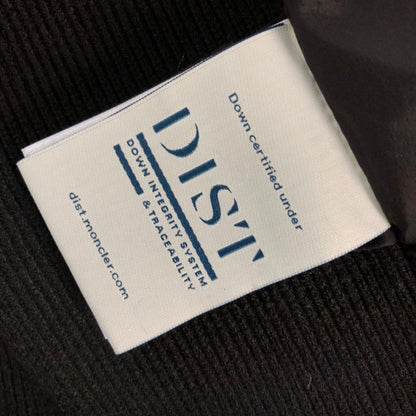 Down certified under
DIST
DOWN INTEGRITY SYSTEM
& TRACEABILITY
dist.moncler.com